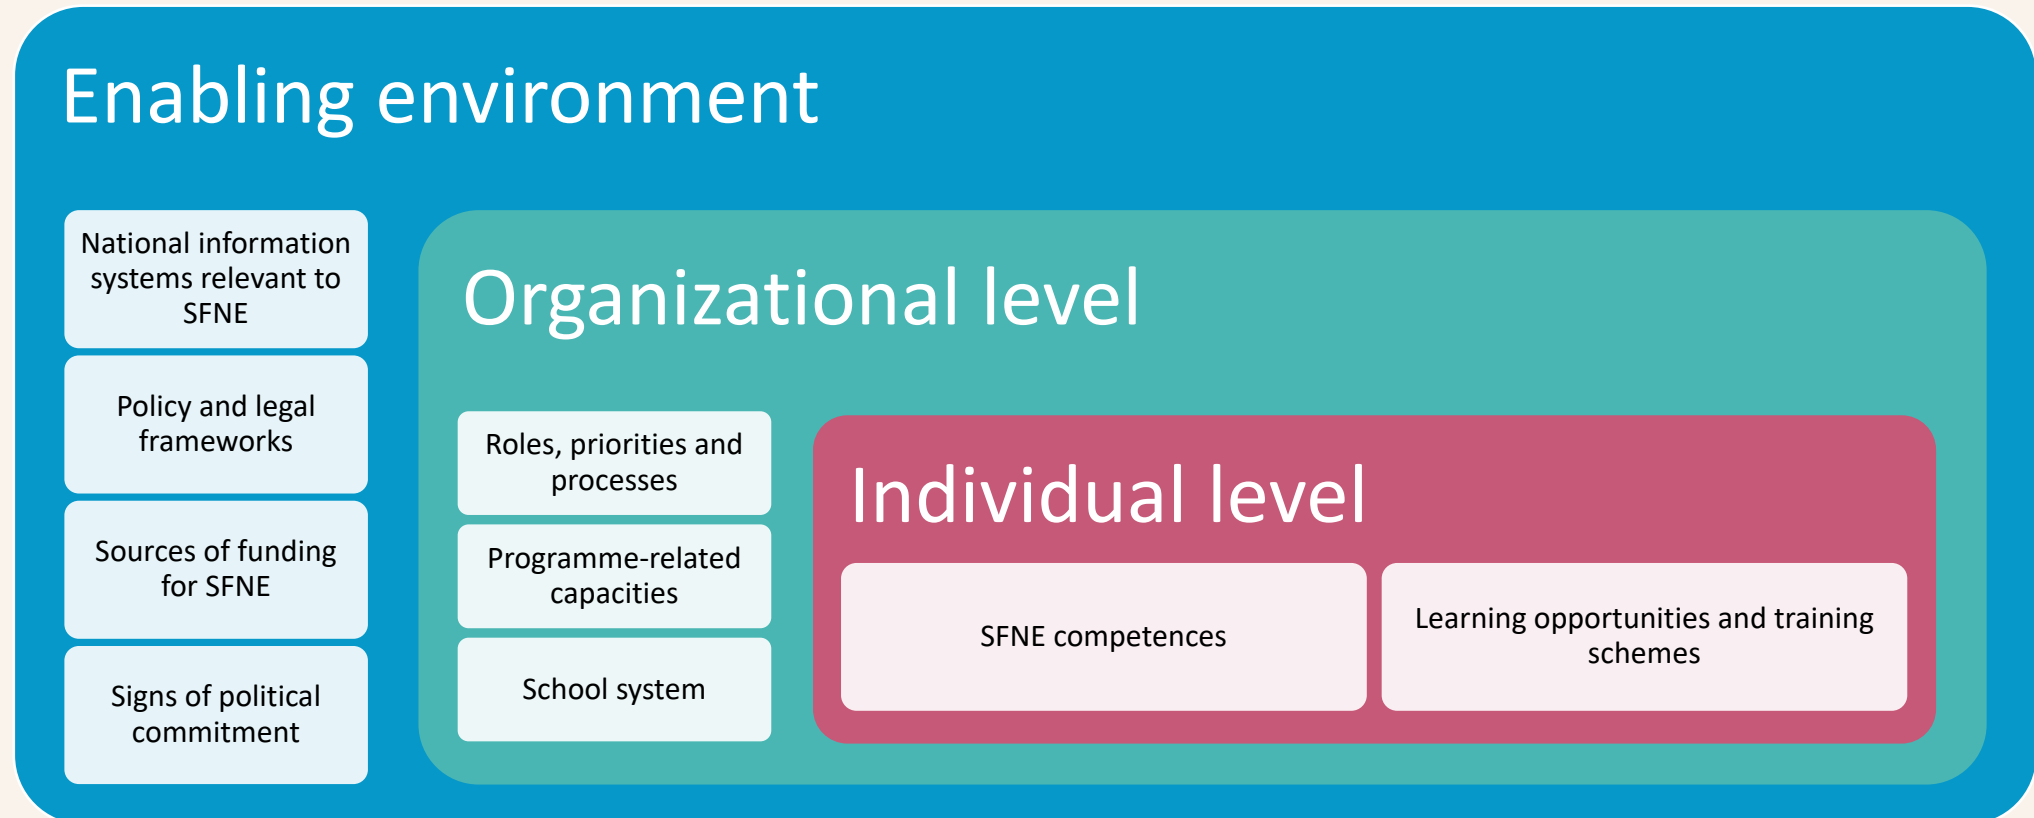 Enabling environment
National information
systems relevant to
SFNE
Policy and legal
frameworks
Sources of funding
for SFNE
Signs of political
commitment
Organizational level
Roles, priorities and
processes
Programme-related
capacities
School system
Individual level
SFNE competences
Learning opportunities and training
schemes